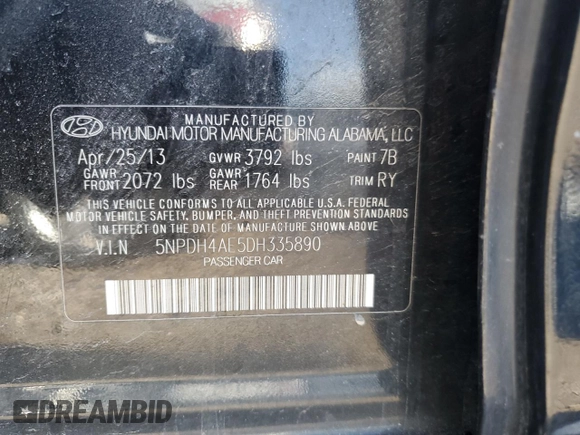 MANUFACTURED BY
HYUNDAI MOTOR MANUFACTURING ALABAMA, LLC
Apr/25/13 GVWR 3792 lbs PAINT 7B
GAWR FRONT 2072 lbs GAWR REAR 1764 lbs TRIM RY
THIS VEHICLE CONFORMS TO ALL APPLICABLE U.S.A. FEDERAL
MOTOR VEHICLE SAFETY, BUMPER, AND THEFT PREVENTION STANDARDS
IN EFFECT ON THE DATE OF MANUFACTURE SHOWN ABOVE
V.I.N 5NPDH4AE5DH335890
PASSENGER CAR
DREAMBID